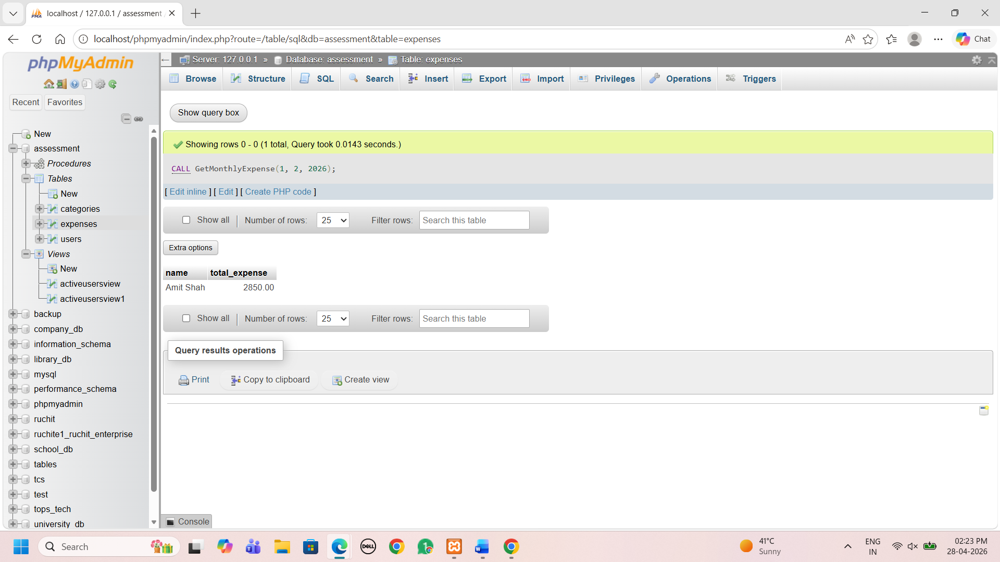 localhost / 127.0.0.1 / assessment
localhost/phpmyadmin/index.php?route=/table/sql&db=assessment&table=expenses
Chat
phpMyAdmin
Recent
Favorites
New
assessment
Procedures
Tables
New
categories
expenses
users
Views
New
activeusersview
activeusersview1
backup
company_db
information_schema
library_db
mysql
performance_schema
phpmyadmin
ruchit
ruchite1_ruchit_enterprise
school_db
tables
tcs
test
tops_tech
university_db
Server: 127.0.0.1 » Database: assessment » Table: expenses
Browse Structure SQL Search Insert Export Import Privileges Operations Triggers
Show query box
Showing rows 0 - 0 (1 total, Query took 0.0143 seconds.)
CALL GetMonthlyExpense(1, 2, 2026);
[ Edit inline ] [ Edit ] [ Create PHP code ]
Show all | Number of rows: 25 Filter rows: Search this table
Extra options
name total_expense
Amit Shah 2850.00
Show all | Number of rows: 25 Filter rows: Search this table
Query results operations
Print Copy to clipboard Create view
Console
Search
DELL
41°C
Sunny
ENG
IN
02:23 PM
28-04-2026